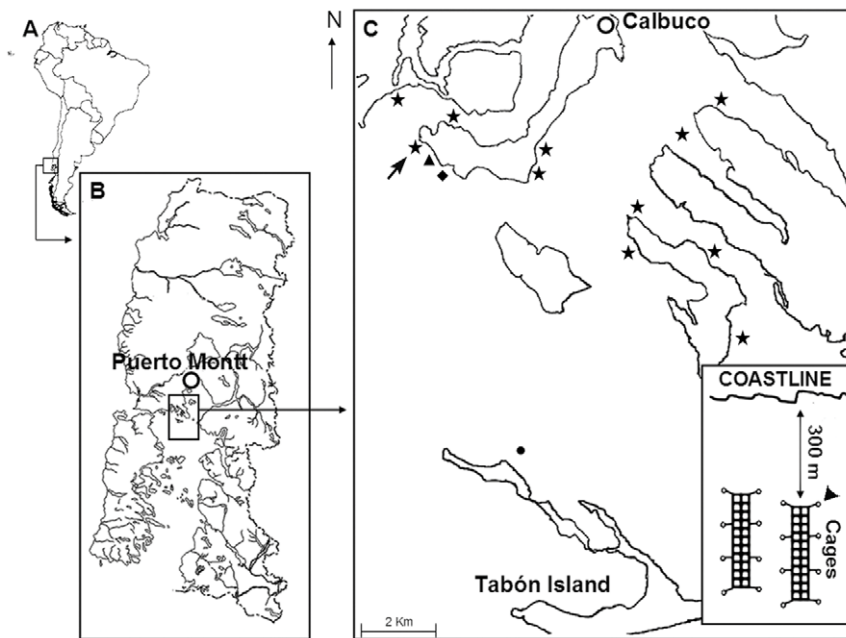 A
N
C
Calbuco
B
Puerto Montt
COASTLINE
300 m
Cages
Tabón Island
2 Km